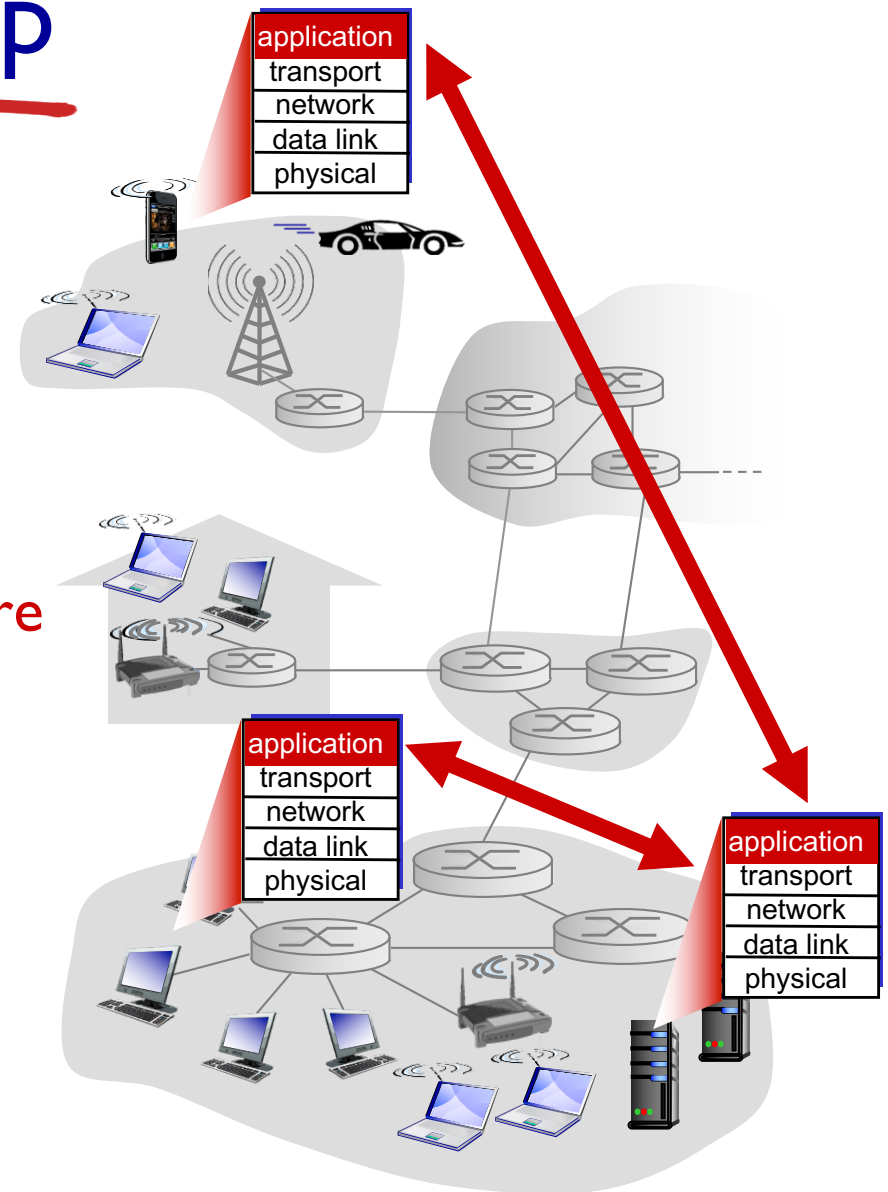 p
application
transport
network
data link
physical
re
application
transport
network
data link
physical
application
transport
network
data link
physical